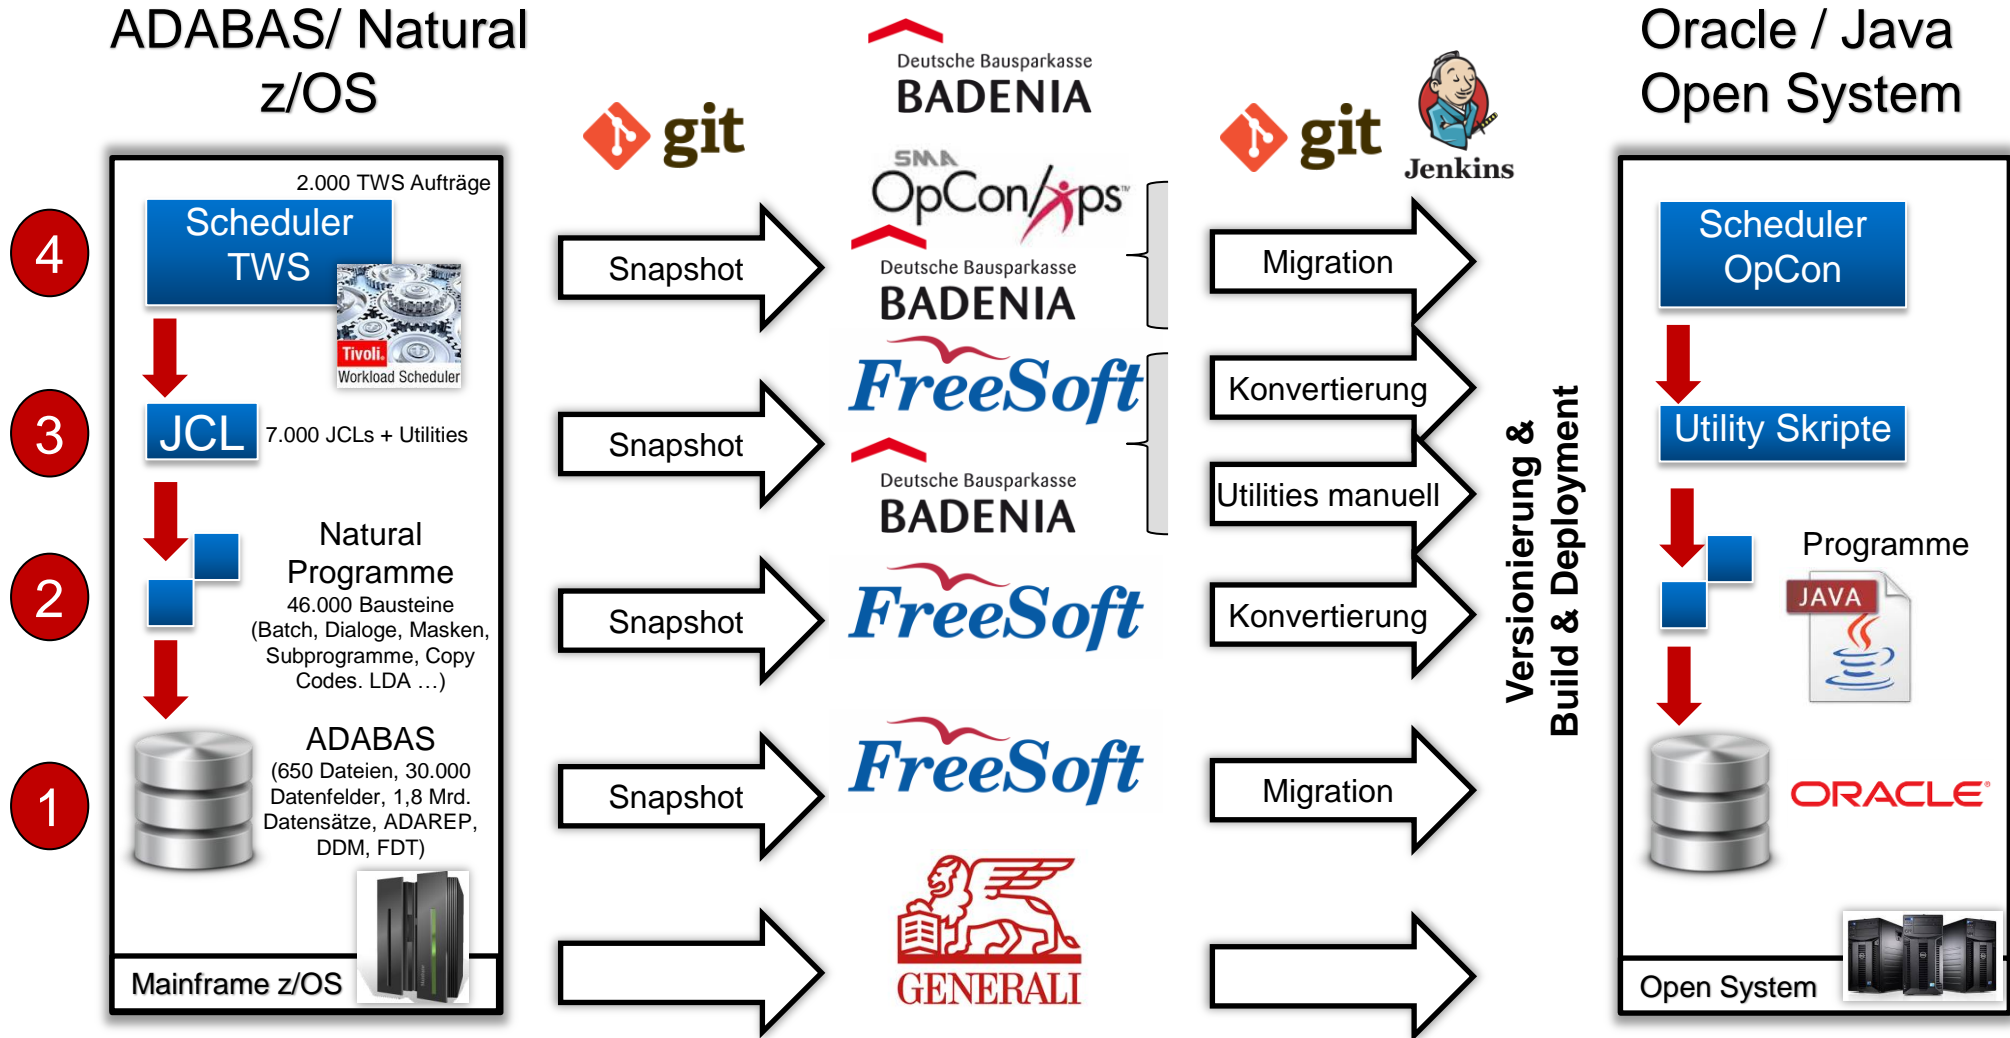 ADABAS/ Natural
z/OS
2.000 TWS Aufträge
4
Scheduler
TWS
Tivoli.
Workload Scheduler
3
JCL
7.000 JCLs + Utilities
2
Natural
Programme
46.000 Bausteine
(Batch, Dialoge, Masken,
Subprogramme, Copy
Codes. LDA …)
1
ADABAS
(650 Dateien, 30.000
Datenfelder, 1,8 Mrd.
Datensätze, ADAREP,
DDM, FDT)
Mainframe z/OS
git
Snapshot
Snapshot
Snapshot
Snapshot
Deutsche Bausparkasse
BADENIA
SMA
OpCon/xps™
Deutsche Bausparkasse
BADENIA
FreeSoft
Deutsche Bausparkasse
BADENIA
FreeSoft
FreeSoft
GENERALI
git
Jenkins
Migration
Konvertierung
Utilities manuell
Konvertierung
Migration
Versionierung &
Build & Deployment
Oracle / Java
Open System
Scheduler
OpCon
Utility Skripte
Programme
JAVA
ORACLE®
Open System